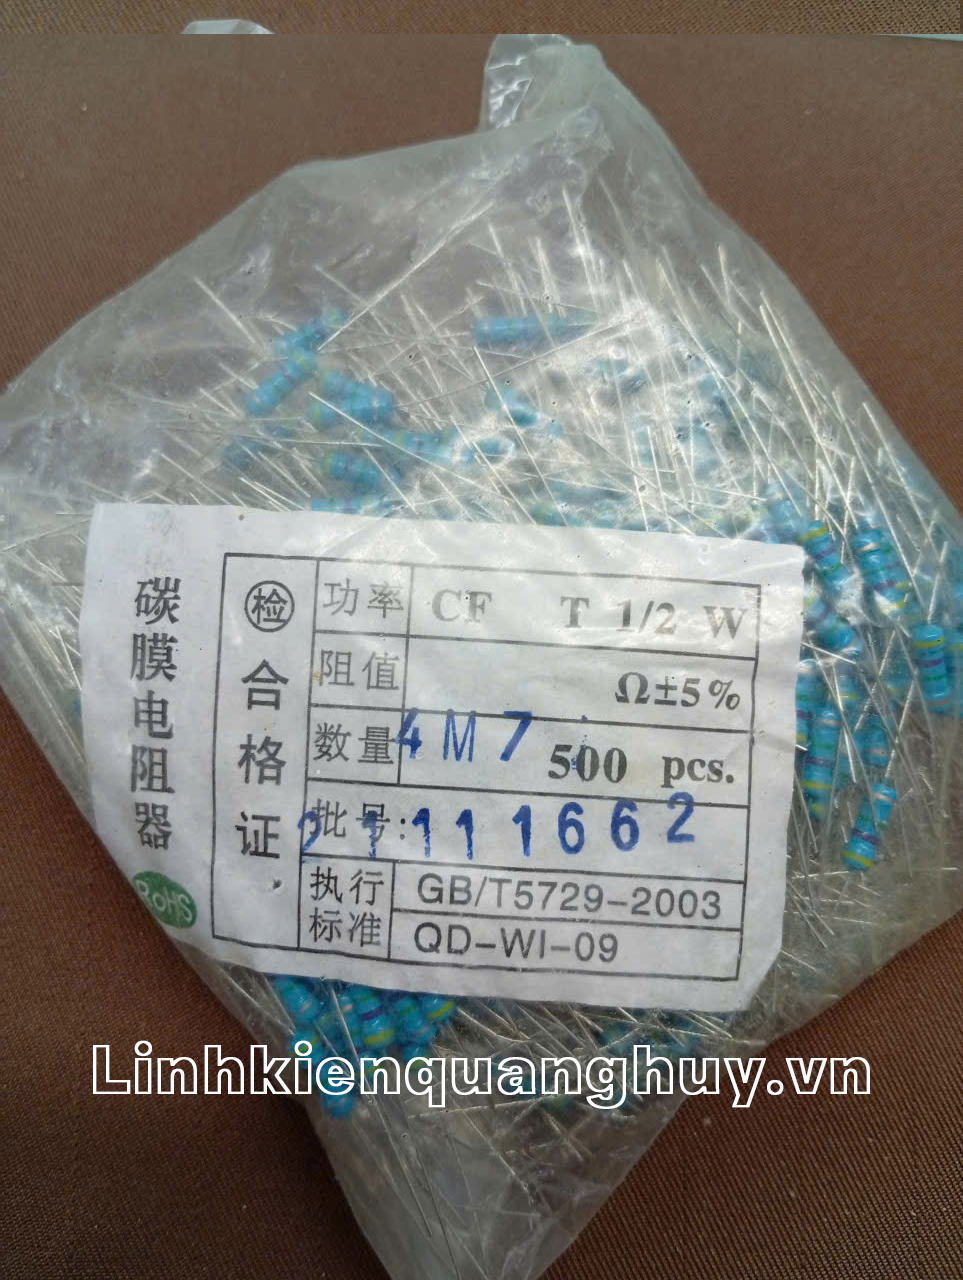 碳膜电阻器
RoHS
检合格证
功率 CF T 1/2 W
阻值 Ω±5%
4M7
数量 500 pcs.
批号: 21111662
执行标准 GB/T5729-2003
QD-WI-09
Linhkienquanghuy.vn